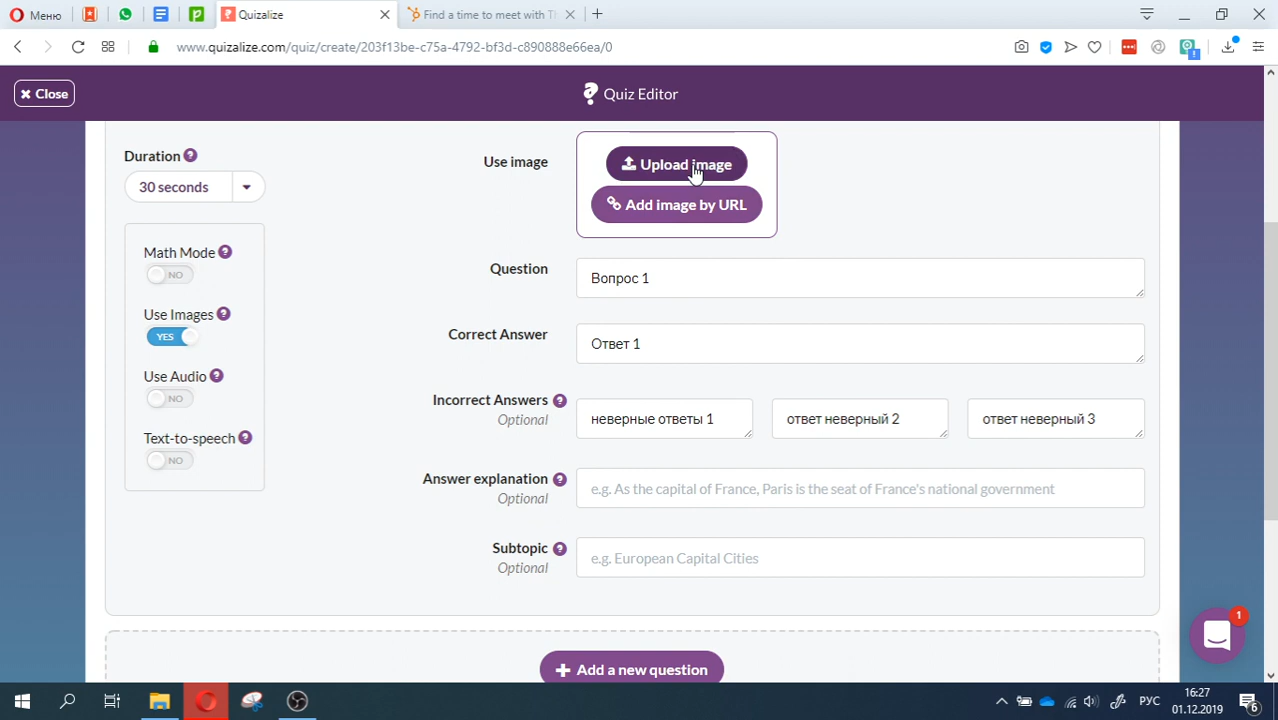 Меню
Quizalize
Find a time to meet with Th
www.quizalize.com/quiz/create/203f13be-c75a-4792-bf3d-c890888e66ea/0
Close
Quiz Editor
Duration
30 seconds
Math Mode
NO
Use Images
YES
Use Audio
NO
Text-to-speech
NO
Use image
Upload image
Add image by URL
Question
Вопрос 1
Correct Answer
Ответ 1
Incorrect Answers
Optional
неверные ответы 1
ответ неверный 2
ответ неверный 3
Answer explanation
Optional
e.g. As the capital of France, Paris is the seat of France's national government
Subtopic
Optional
e.g. European Capital Cities
1
Add a new question
РУС
16:27
01.12.2019
6